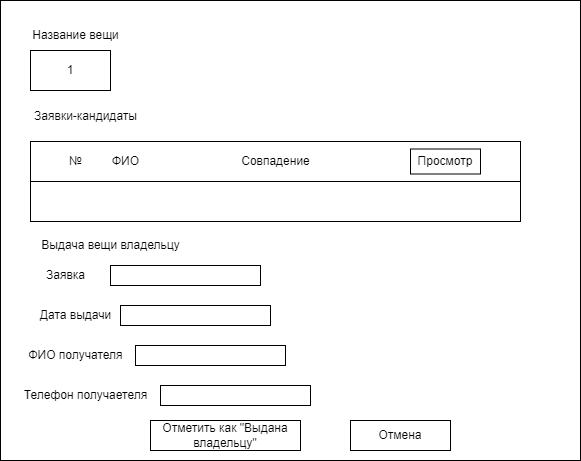 Название вещи
1
Заявки-кандидаты
№ ФИО Совпадение Просмотр
Выдача вещи владельцу
Заявка
Дата выдачи
ФИО получателя
Телефон получаетеля
Отметить как "Выдана
владельцу"
Отмена